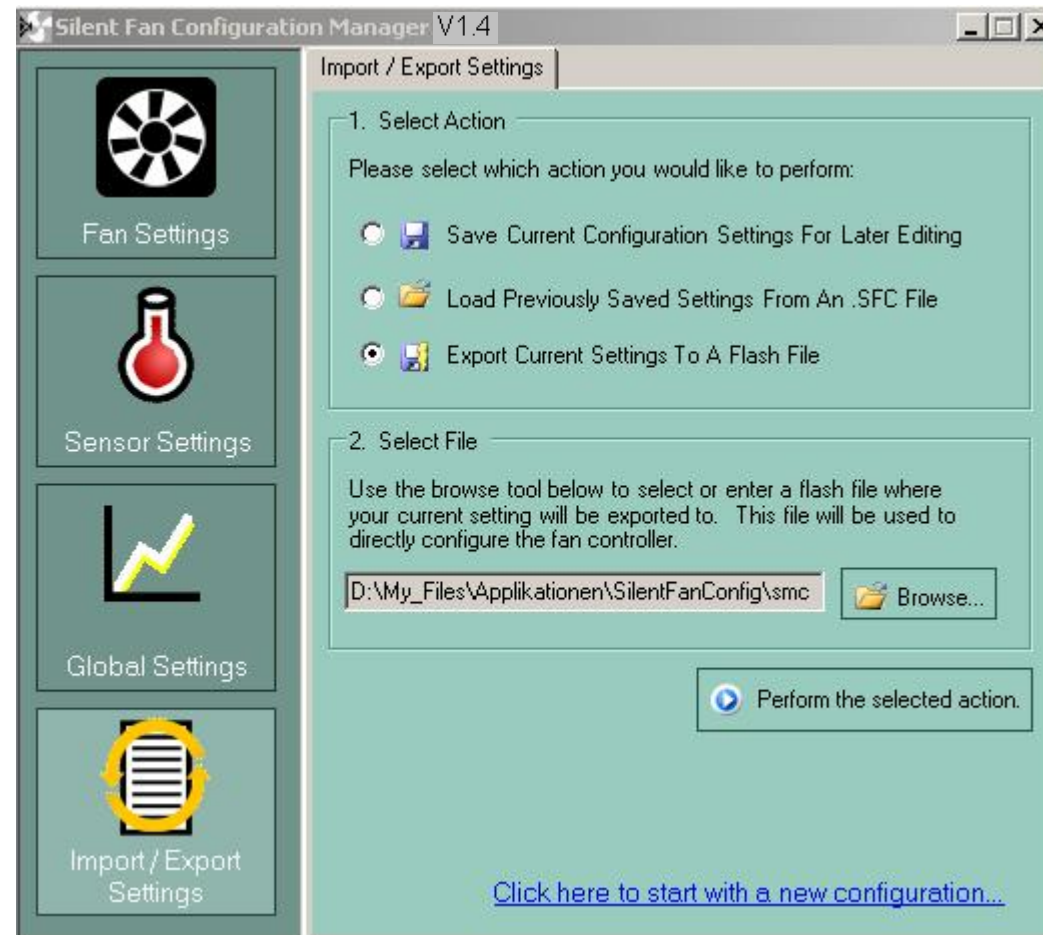 Silent Fan Configuration Manager V1.4
Fan Settings
Sensor Settings
Global Settings
Import / Export
Settings
Import / Export Settings
1. Select Action
Please select which action you would like to perform:
Save Current Configuration Settings For Later Editing
Load Previously Saved Settings From An .SFC File
Export Current Settings To A Flash File
2. Select File
Use the browse tool below to select or enter a flash file where
your current setting will be exported to. This file will be used to
directly configure the fan controller.
D:\My_Files\Applikationen\SilentFanConfig\smc
Browse...
Perform the selected action.
Click here to start with a new configuration...